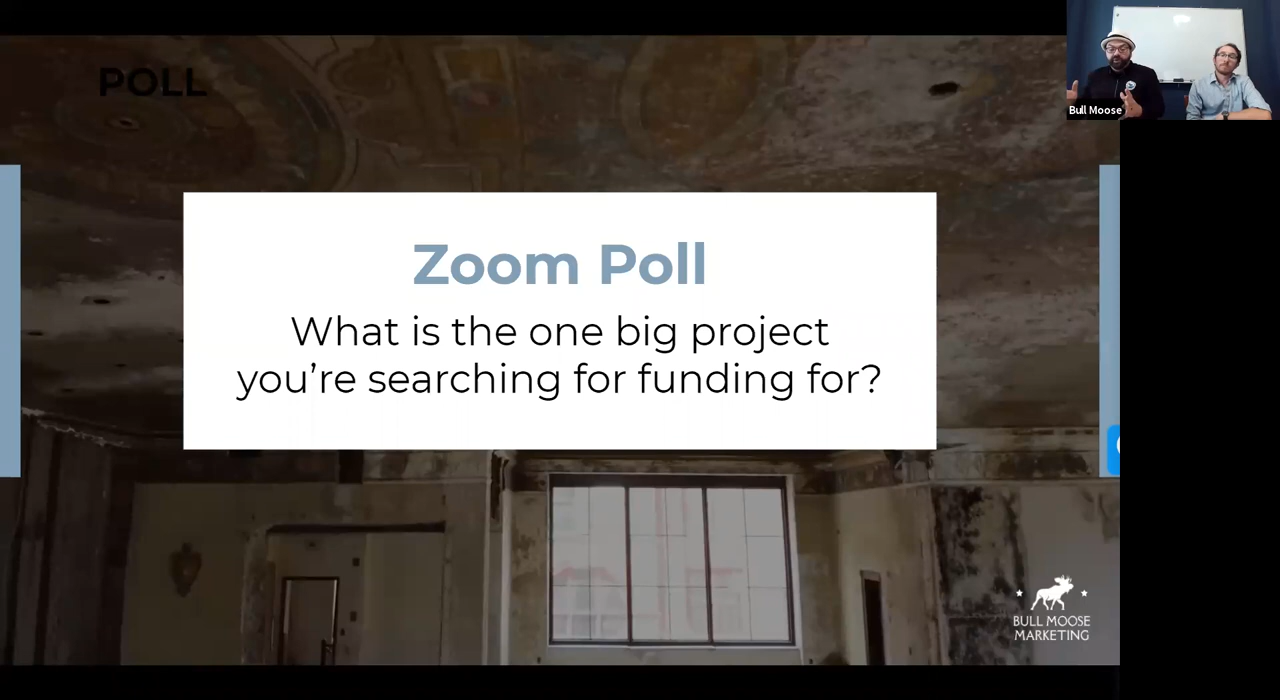 POLL
Bull Moose
Zoom Poll
What is the one big project
you’re searching for funding for?
BULL MOOSE
MARKETING